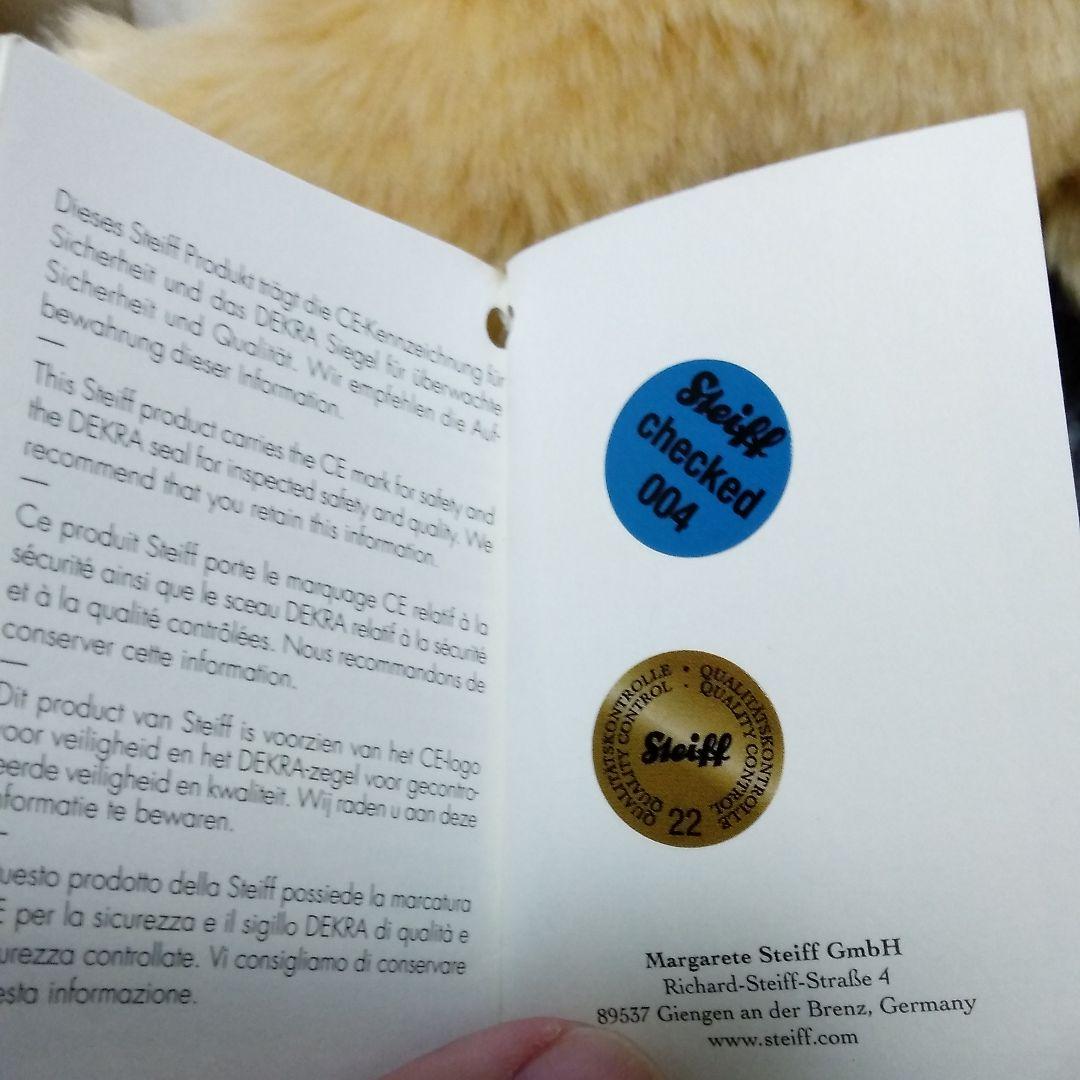 Dieses Steiff Produkt trägt die CE-Kennzeichnung für
Sicherheit und das DEKRA Siegel für überwachte
Sicherheit und Qualität. Wir empfehlen die Auf-
bewahrung dieser Information.
—
This Steiff product carries the CE mark for safety and
the DEKRA seal for inspected safety and quality. We
recommend that you retain this information.
—
Ce produit Steiff porte le marquage CE relatif à la
sécurité ainsi que le sceau DEKRA relatif à la sécurité
et à la qualité contrôlées. Nous recommandons de
conserver cette information.
—
Dit product van Steiff is voorzien van het CE-logo
voor veiligheid en het DEKRA-zegel voor gecontro-
eerde veiligheid en kwaliteit. Wij raden u aan deze
nformatie te bewaren.
—
uesto prodotto della Steiff possiede la marcatura
E per la sicurezza e il sigillo DEKRA di qualità e
urezza controllate. Vi consigliamo di conservare
esta informazione.
Steiff
checked
004
QUALITÄTSKONTROLLE • QUALITÄTSKONTROLLE
QUALITY CONTROL · QUALITY CONTROL
Steiff
22
Margarete Steiff GmbH
Richard-Steiff-Straße 4
89537 Giengen an der Brenz, Germany
www.steiff.com